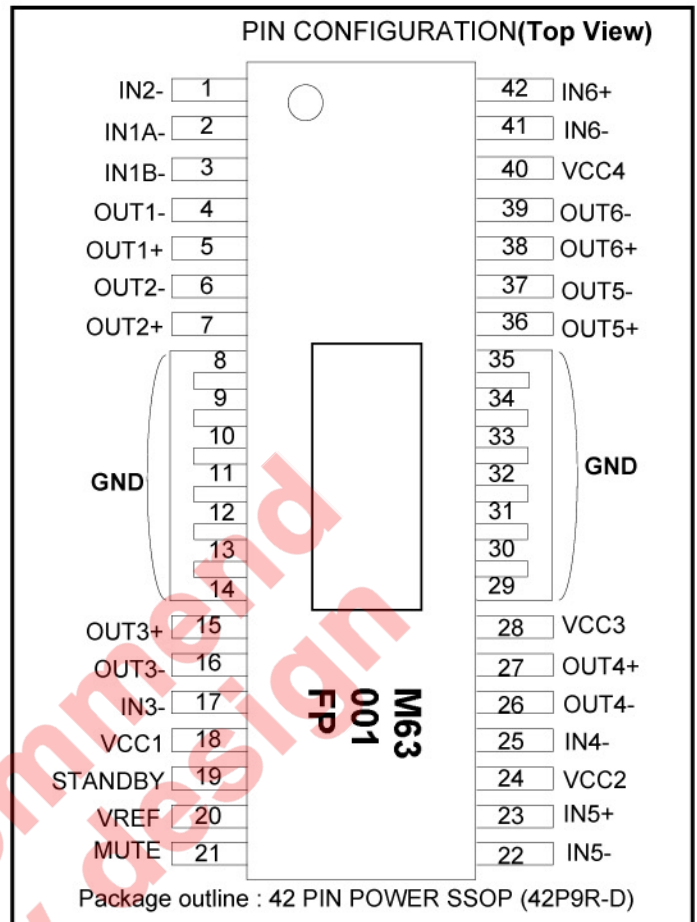 PIN CONFIGURATION(Top View)
IN2- 1 42 IN6+
IN1A- 2 41 IN6-
IN1B- 3 40 VCC4
OUT1- 4 39 OUT6-
OUT1+ 5 38 OUT6+
OUT2- 6 37 OUT5-
OUT2+ 7 36 OUT5+
8 35
9 34
10 33
GND 11 32 GND
12 31
13 30
14 29
OUT3+ 15 28 VCC3
OUT3- 16 27 OUT4+
IN3- 17 26 OUT4-
VCC1 18 25 IN4-
STANDBY 19 24 VCC2
VREF 20 23 IN5+
MUTE 21 22 IN5-
M63
001
FP
Package outline : 42 PIN POWER SSOP (42P9R-D)
ommend
design